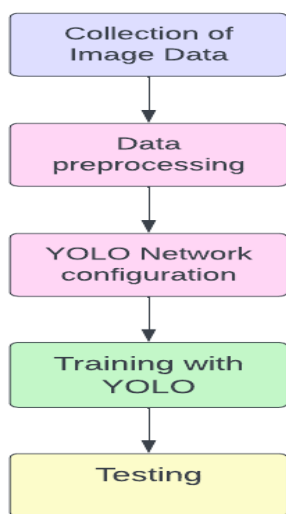 Collection of
Image Data
Data
preprocessing
YOLO Network
configuration
Training with
YOLO
Testing